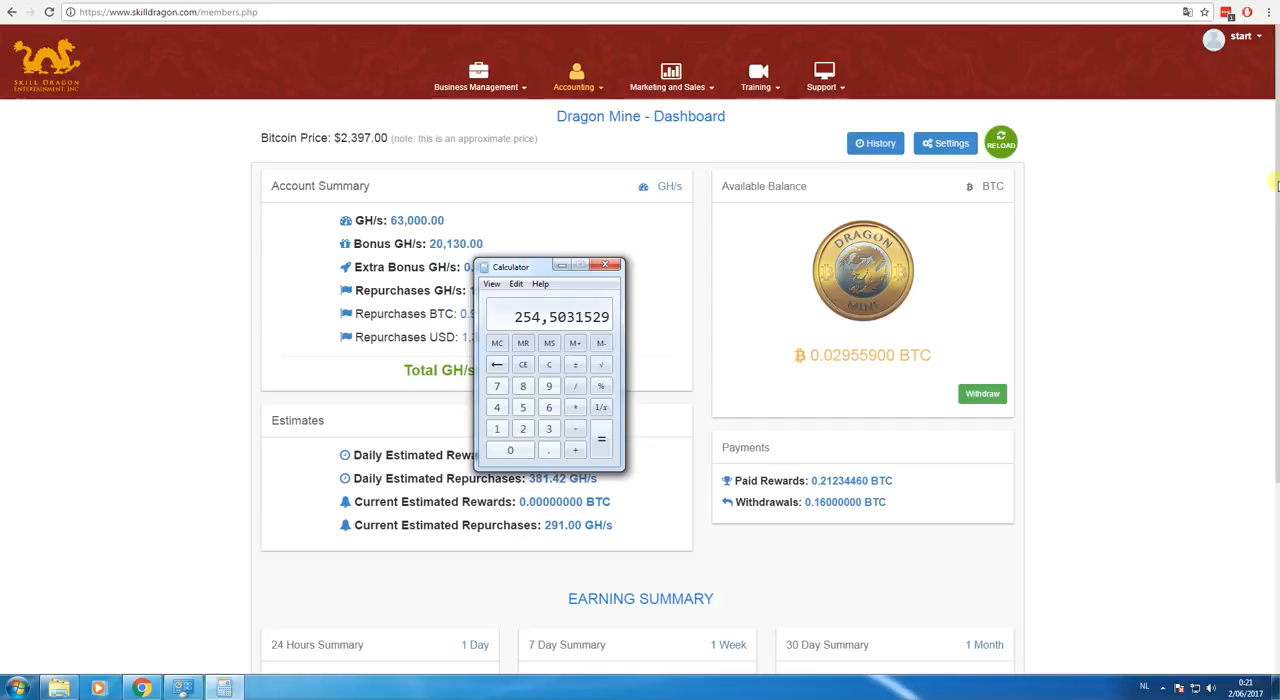 https://www.skilldragon.com/members.php
start
SKILL DRAGON
ENTERTAINMENT, INC
Business Management
Accounting
Marketing and Sales
Training
Support
Dragon Mine - Dashboard
Bitcoin Price: $2,397.00 (note: this is an approximate price)
History
Settings
RELOAD
Account Summary
GH/s
GH/s: 63,000.00
Bonus GH/s: 20,130.00
Extra Bonus GH/s: 0.
Repurchases GH/s:
Repurchases BTC: 0.
Repurchases USD: 1,
Total GH/s
Calculator
View Edit Help
254,5031529
MC MR MS M+ M-
← CE C ± √
7 8 9 / %
4 5 6 * 1/x
1 2 3 - =
0 . +
Available Balance
BTC
DRAGON
MINE
0.02955900 BTC
Withdraw
Estimates
Daily Estimated Rewa
Daily Estimated Repurchases: 381.42 GH/s
Current Estimated Rewards: 0.00000000 BTC
Current Estimated Repurchases: 291.00 GH/s
Payments
Paid Rewards: 0.21234460 BTC
Withdrawals: 0.16000000 BTC
EARNING SUMMARY
24 Hours Summary 1 Day
7 Day Summary 1 Week
30 Day Summary 1 Month
NL
0:21
2/06/2017